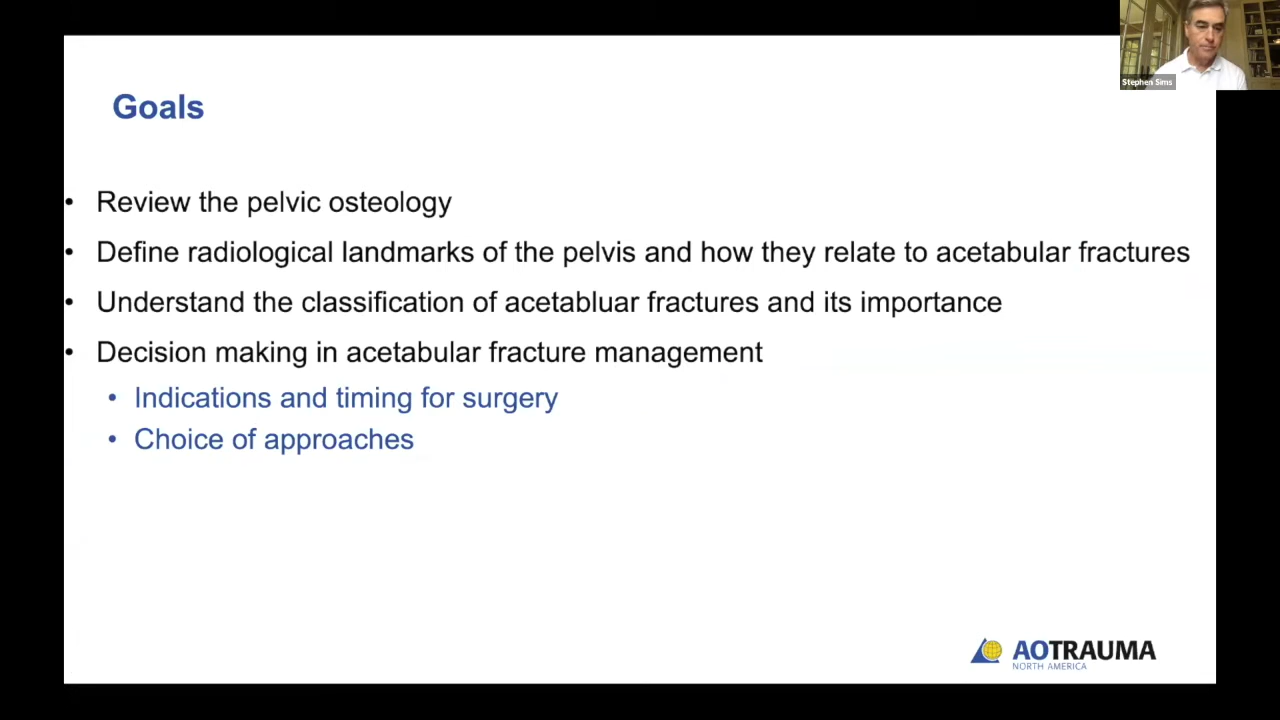 Stephen Sims
Goals
• Review the pelvic osteology
• Define radiological landmarks of the pelvis and how they relate to acetabular fractures
• Understand the classification of acetabluar fractures and its importance
• Decision making in acetabular fracture management
• Indications and timing for surgery
• Choice of approaches
AOTRAUMA
NORTH AMERICA